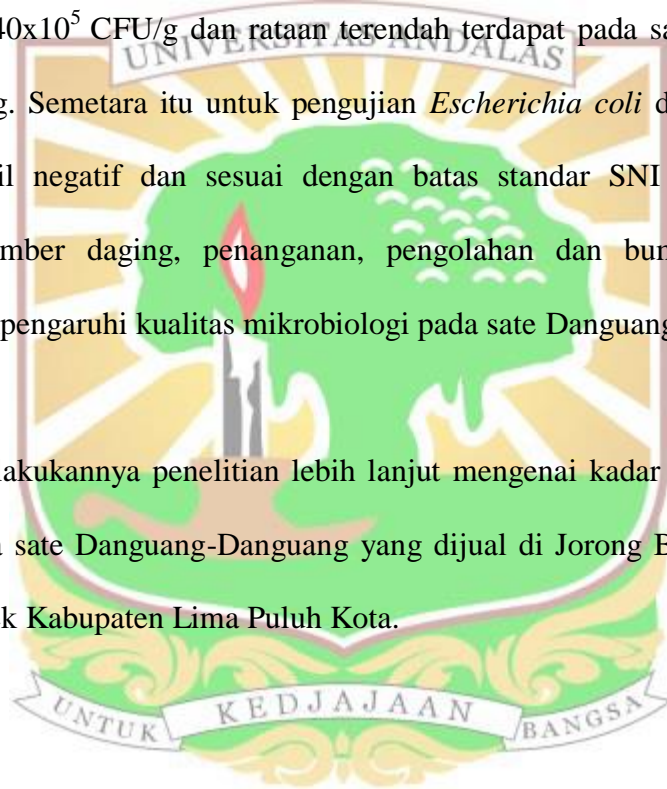 40x10⁵ CFU/g dan rataan terendah terdapat pada sa
UNIVERSITAS ANDALAS
g. Semetara itu untuk pengujian Escherichia coli d
il negatif dan sesuai dengan batas standar SNI
mber daging, penanganan, pengolahan dan bum
pengaruhi kualitas mikrobiologi pada sate Danguang
lakukannya penelitian lebih lanjut mengenai kadar
a sate Danguang-Danguang yang dijual di Jorong B
k Kabupaten Lima Puluh Kota.
UNTUK KEDJAJAAN BANGSA